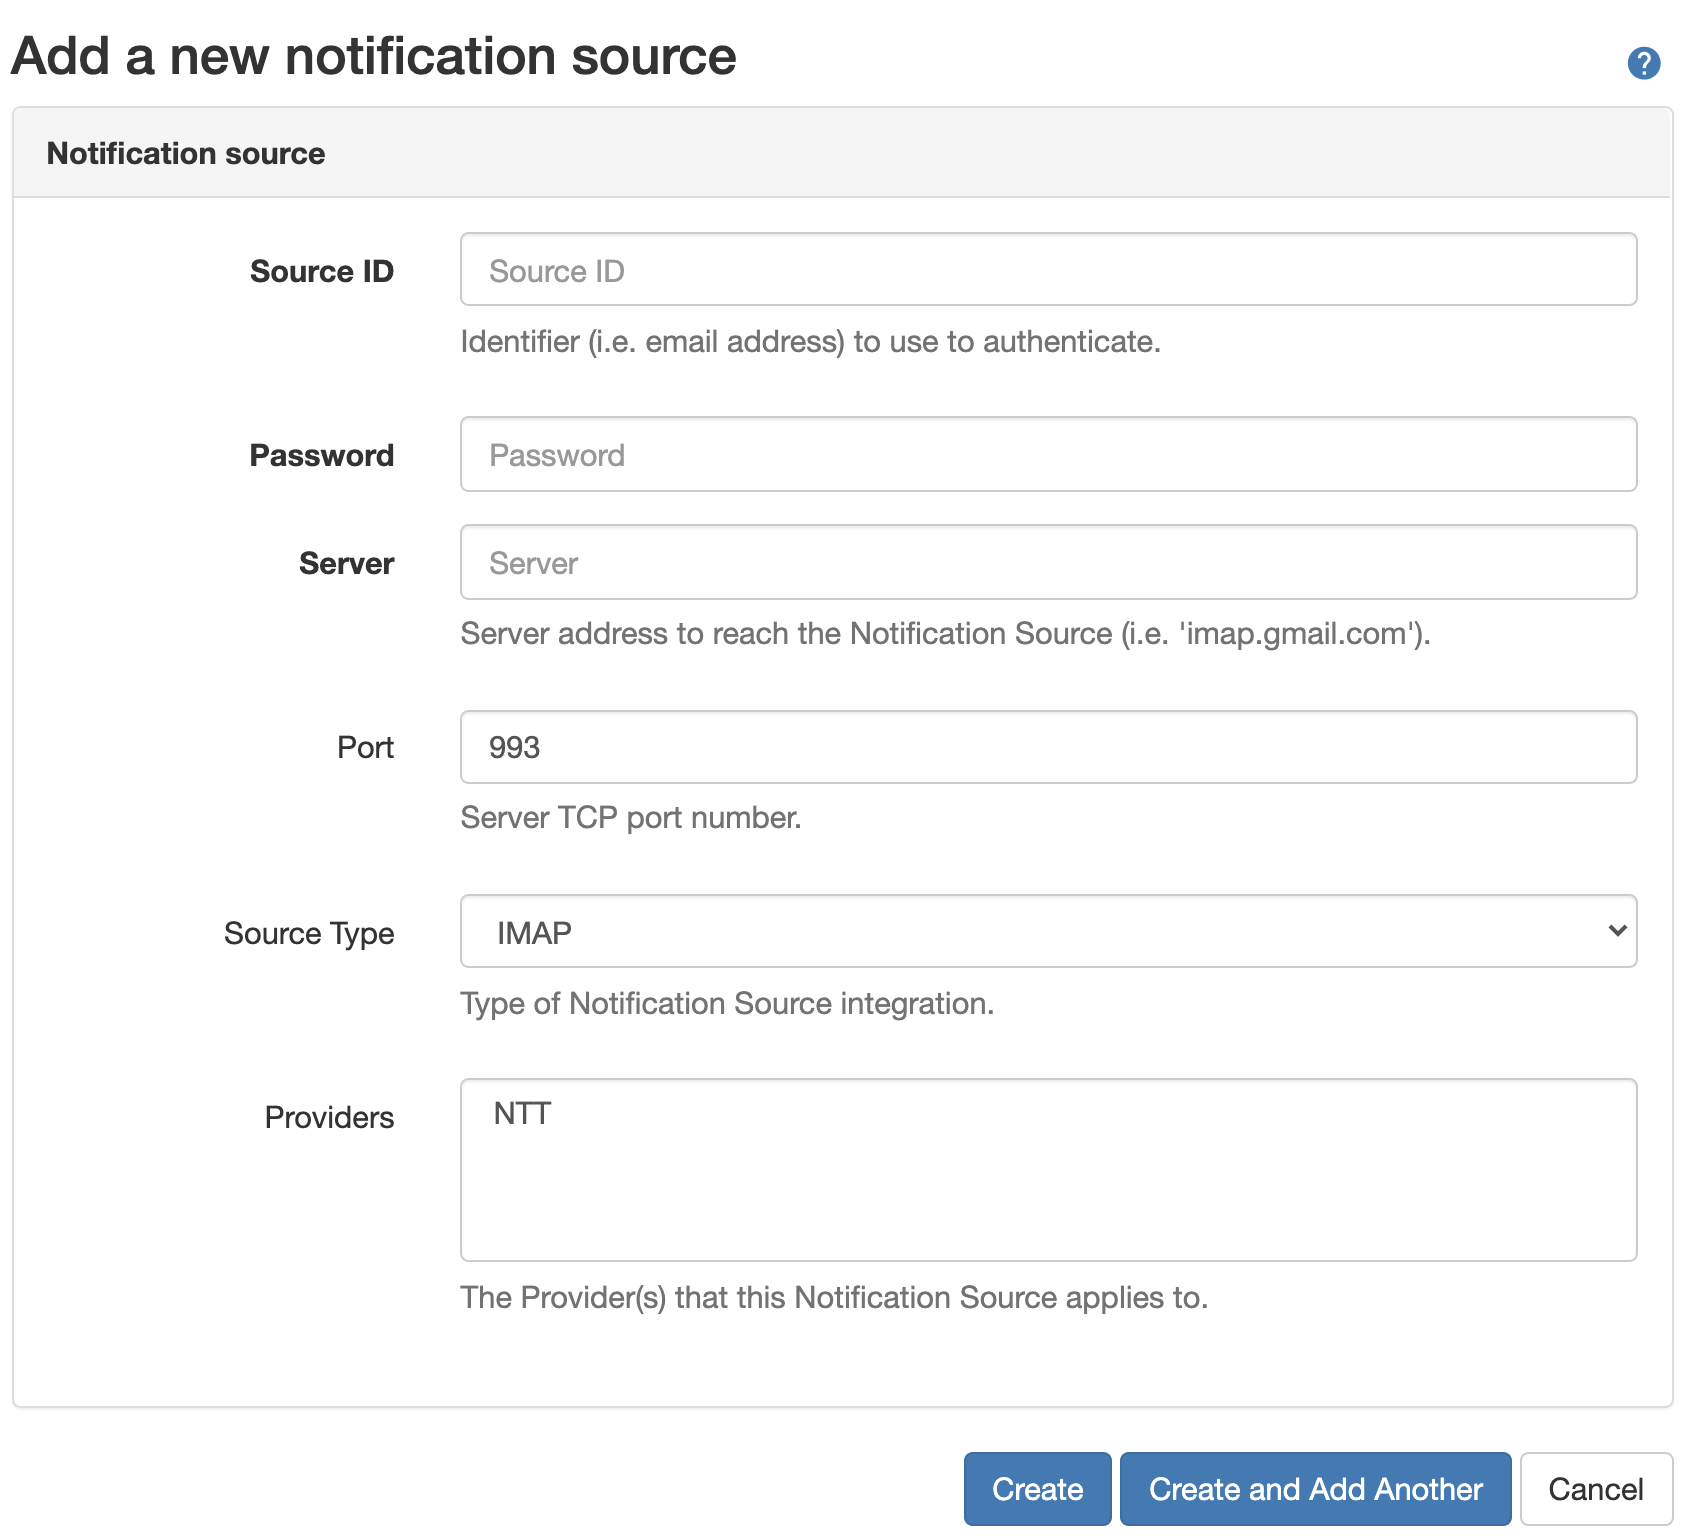 Add a new notification source
?
Notification source
Source ID
Source ID
Identifier (i.e. email address) to use to authenticate.
Password
Password
Server
Server
Server address to reach the Notification Source (i.e. 'imap.gmail.com').
Port
993
Server TCP port number.
Source Type
IMAP
Type of Notification Source integration.
Providers
NTT
The Provider(s) that this Notification Source applies to.
Create
Create and Add Another
Cancel